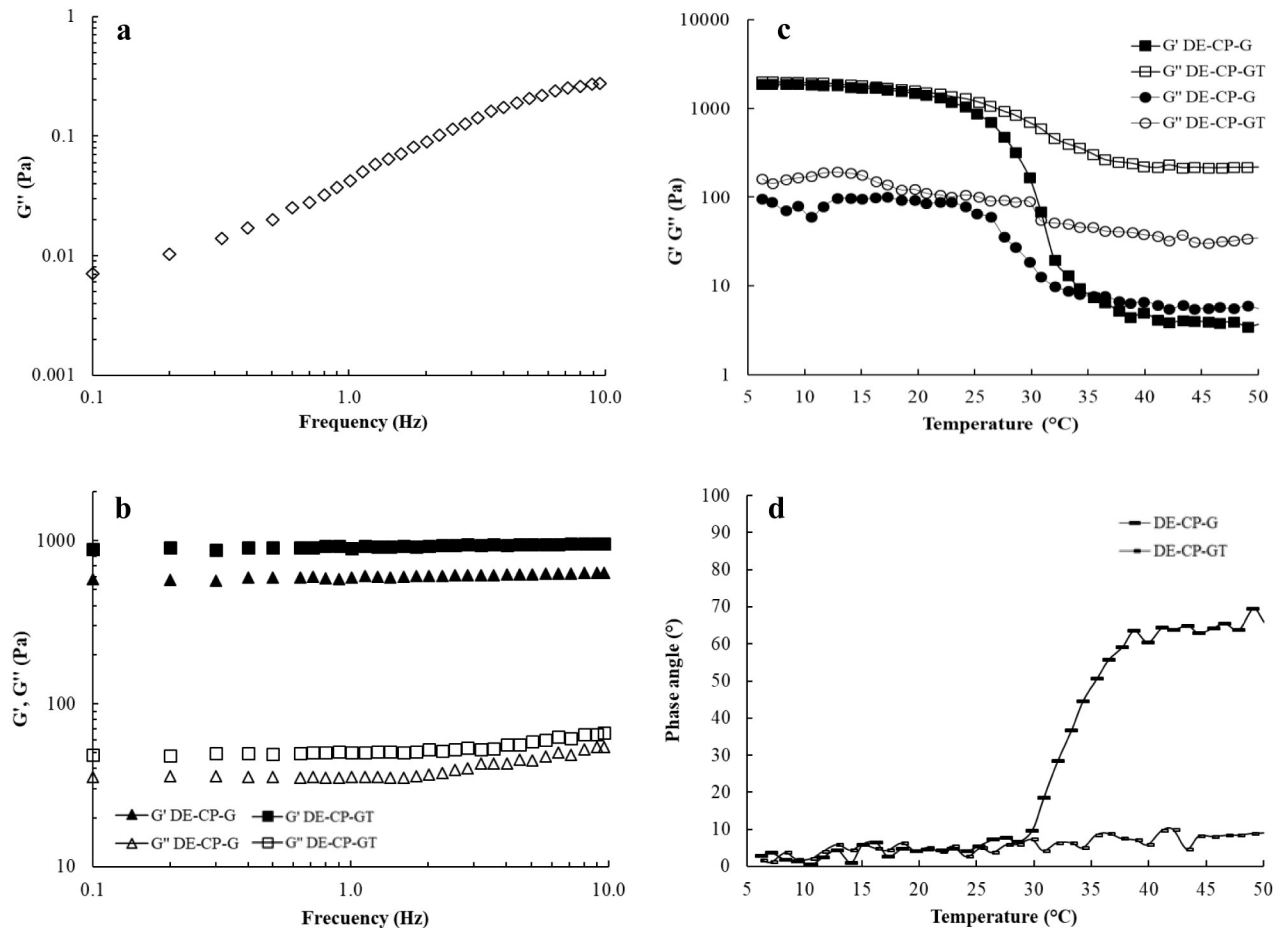 a
1
0.1
0.01
0.001
G'' (Pa)
0.1
1.0
10.0
Frequency (Hz)
c
10000
1000
100
10
1
G' G'' (Pa)
5
10
15
20
25
30
35
40
45
50
Temperature (°C)
G' DE-CP-G
G'' DE-CP-GT
G'' DE-CP-G
G'' DE-CP-GT
b
1000
100
10
G', G'' (Pa)
G' DE-CP-G
G' DE-CP-GT
G'' DE-CP-G
G'' DE-CP-GT
0.1
1.0
10.0
Frecuency (Hz)
d
100
90
80
70
60
50
40
30
20
10
0
Phase angle (°)
DE-CP-G
DE-CP-GT
5
10
15
20
25
30
35
40
45
50
Temperature (°C)